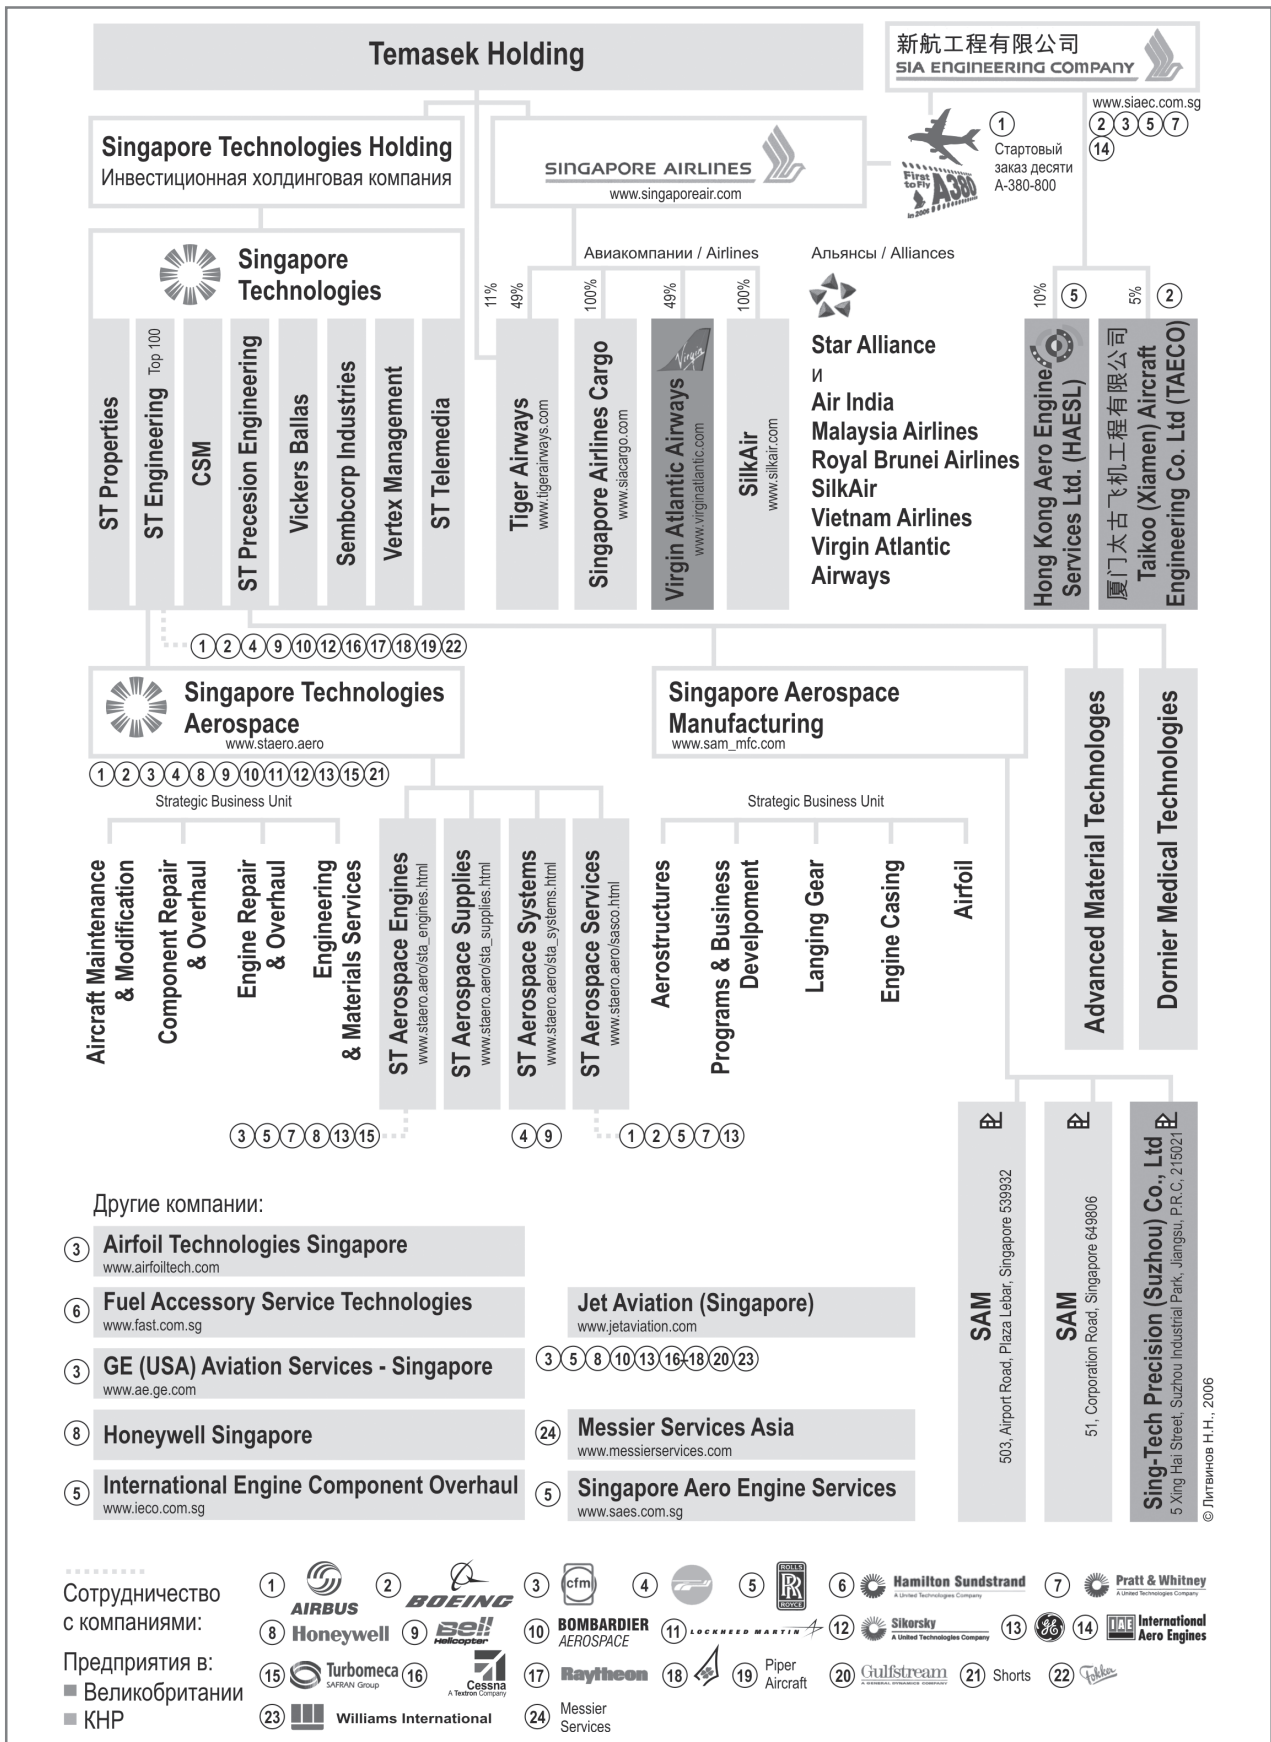 Temasek Holding
新航工程有限公司
SIA ENGINEERING COMPANY
www.siaec.com.sg
2 3 5 7
14
1
Стартовый
заказ десяти
А-380-800
First
to Fly
A380
in 2006
Singapore Technologies Holding
Инвестиционная холдинговая компания
SINGAPORE AIRLINES
www.singaporeair.com
Singapore
Technologies
Авиакомпании / Airlines
Альянсы / Alliances
11%
49%
100%
49%
100%
10%
5
5%
2
ST Properties
ST Engineering Top 100
CSM
ST Precesion Engineering
Vickers Ballas
Sembcorp Industries
Vertex Management
ST Telemedia
Tiger Airways
www.tigerairways.com
Singapore Airlines Cargo
www.siacargo.com
Virgin
Virgin Atlantic Airways
www.virginatlantic.com
SilkAir
www.silkair.com
Star Alliance
и
Air India
Malaysia Airlines
Royal Brunei Airlines
SilkAir
Vietnam Airlines
Virgin Atlantic
Airways
Hong Kong Aero Engine
Services Ltd. (HAESL)
厦门太古飞机工程有限公司
Taikoo (Xiamen) Aircraft
Engineering Co. Ltd (TAECO)
1 2 4 9 10 12 16 17 18 19 22
Singapore Technologies
Aerospace
www.staero.aero
1 2 3 4 8 9 10 11 12 13 15 21
Singapore Aerospace
Manufacturing
www.sam_mfc.com
Strategic Business Unit
Aircraft Maintenance
& Modification
Component Repair
& Overhaul
Engine Repair
& Overhaul
Engineering
& Materials Services
ST Aerospace Engines
www.staero.aero/sta_engines.html
ST Aerospace Supplies
www.staero.aero/sta_supplies.html
ST Aerospace Systems
www.staero.aero/sta_systems.html
ST Aerospace Services
www.staero.aero/sasco.html
Strategic Business Unit
Aerostructures
Programs & Business
Develpoment
Langing Gear
Engine Casing
Airfoil
Advanced Material Technologes
Dornier Medical Technologies
3 5 7 8 13 15
4 9
1 2 5 7 13
SAM
503, Airport Road, Plaza Lebar, Singapore 539932
SAM
51, Corporation Road, Singapore 649806
Sing-Tech Precision (Suzhou) Co., Ltd
5 Xing Hai Street, Suzhou Industrial Park, Jiangsu, P.R.C, 215021
© Литвинов Н.Н., 2006
Другие компании:
3 Airfoil Technologies Singapore
www.airfoiltech.com
6 Fuel Accessory Service Technologies
www.fast.com.sg
3 GE (USA) Aviation Services - Singapore
www.ae.ge.com
8 Honeywell Singapore
5 International Engine Component Overhaul
www.ieco.com.sg
Jet Aviation (Singapore)
www.jetaviation.com
3 5 8 10 13 16-18 20 23
24 Messier Services Asia
www.messierservices.com
5 Singapore Aero Engine Services
www.saes.com.sg
Сотрудничество
с компаниями:
1 AIRBUS
2 BOEING
3 cfm
4
5 ROLLS RR ROYCE
6 Hamilton Sundstrand
A United Technologies Company
7 Pratt & Whitney
A United Technologies Company
8 Honeywell
9 Bell
Helicopter
10 BOMBARDIER
AEROSPACE
11 LOCKHEED MARTIN
12 Sikorsky
A United Technologies Company
13 GE
14 IAE International
Aero Engines
15 Turbomeca
SAFRAN Group
16 Cessna
A Textron Company
17 Raytheon
18
19 Piper
Aircraft
20 Gulfstream
A GENERAL DYNAMICS COMPANY
21 Shorts
22 Fokker
23 Williams International
24 Messier
Services
Предприятия в:
Великобритании
КНР